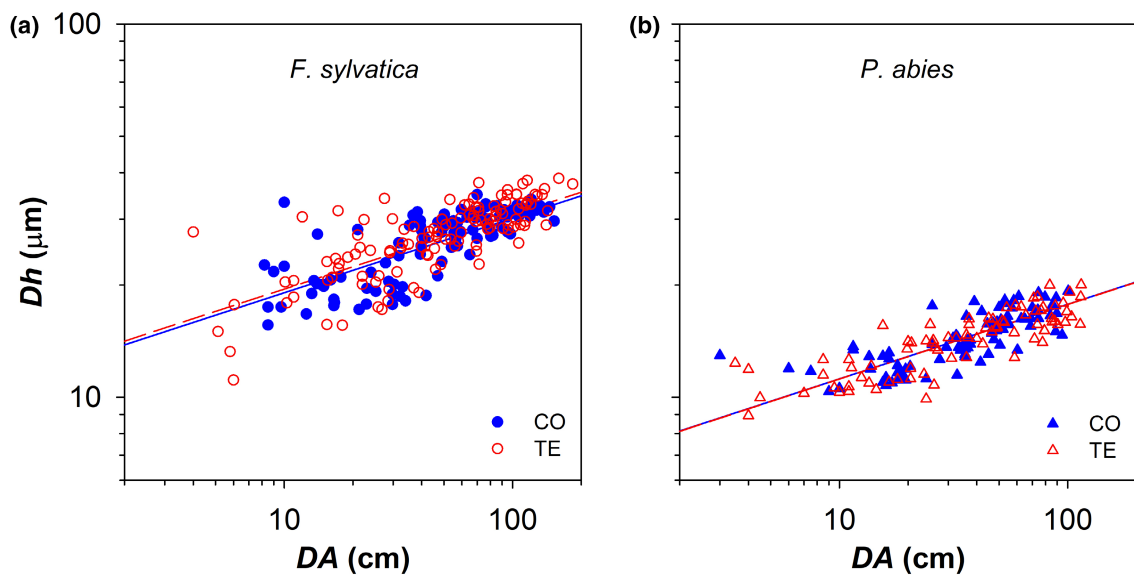 (a)
100
F. sylvatica
Dh (μm)
10
CO
TE
10
100
DA (cm)
(b)
P. abies
CO
TE
10
100
DA (cm)